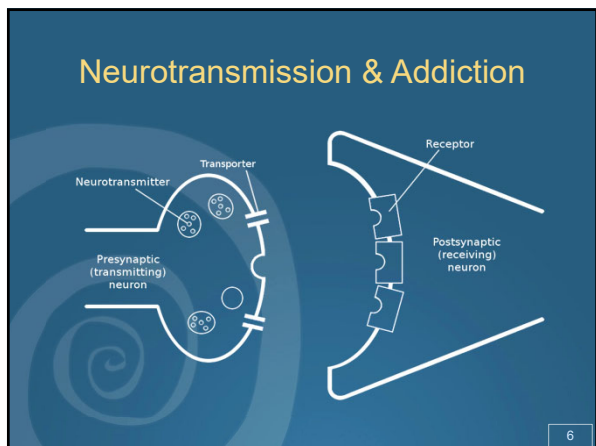 Neurotransmission & Addiction
Transporter
Neurotransmitter
Receptor
Presynaptic
(transmitting)
neuron
Postsynaptic
(receiving)
neuron
6